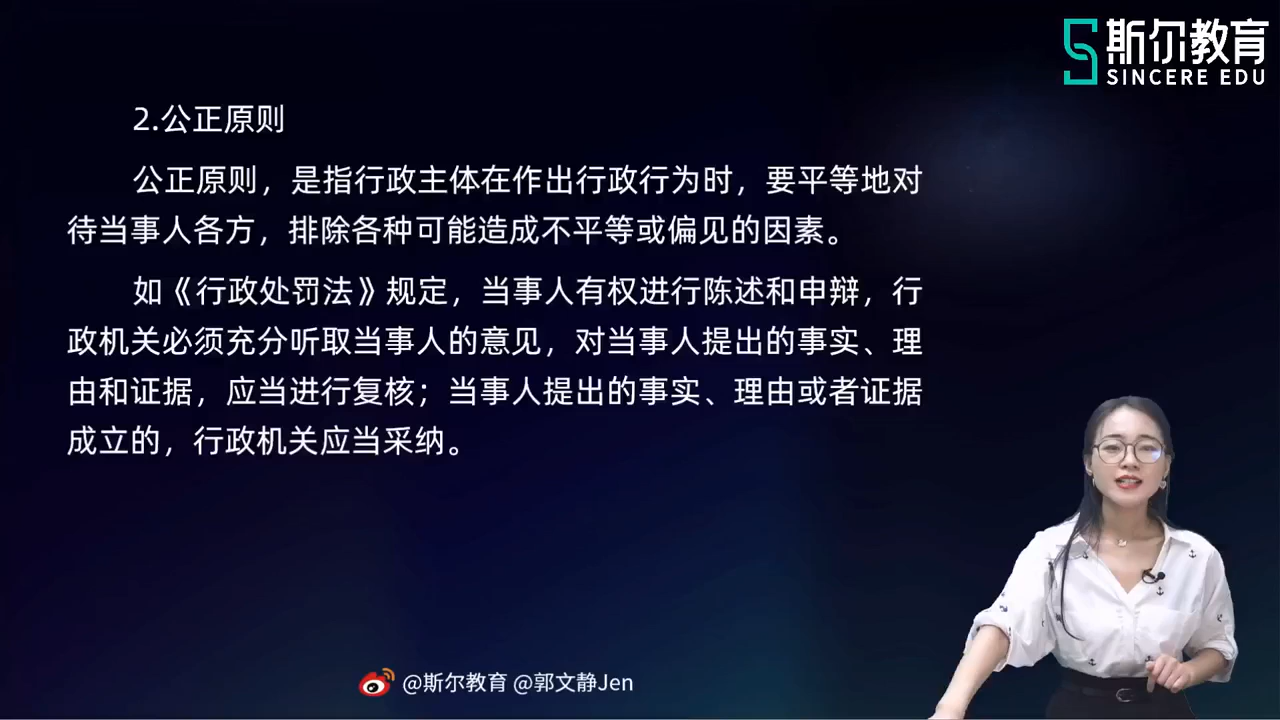 斯尔教育
SINCERE EDU
2.公正原则
公正原则，是指行政主体在作出行政行为时，要平等地对
待当事人各方，排除各种可能造成不平等或偏见的因素。
如《行政处罚法》规定，当事人有权进行陈述和申辩，行
政机关必须充分听取当事人的意见，对当事人提出的事实、理
由和证据，应当进行复核；当事人提出的事实、理由或者证据
成立的，行政机关应当采纳。
@斯尔教育 @郭文静Jen